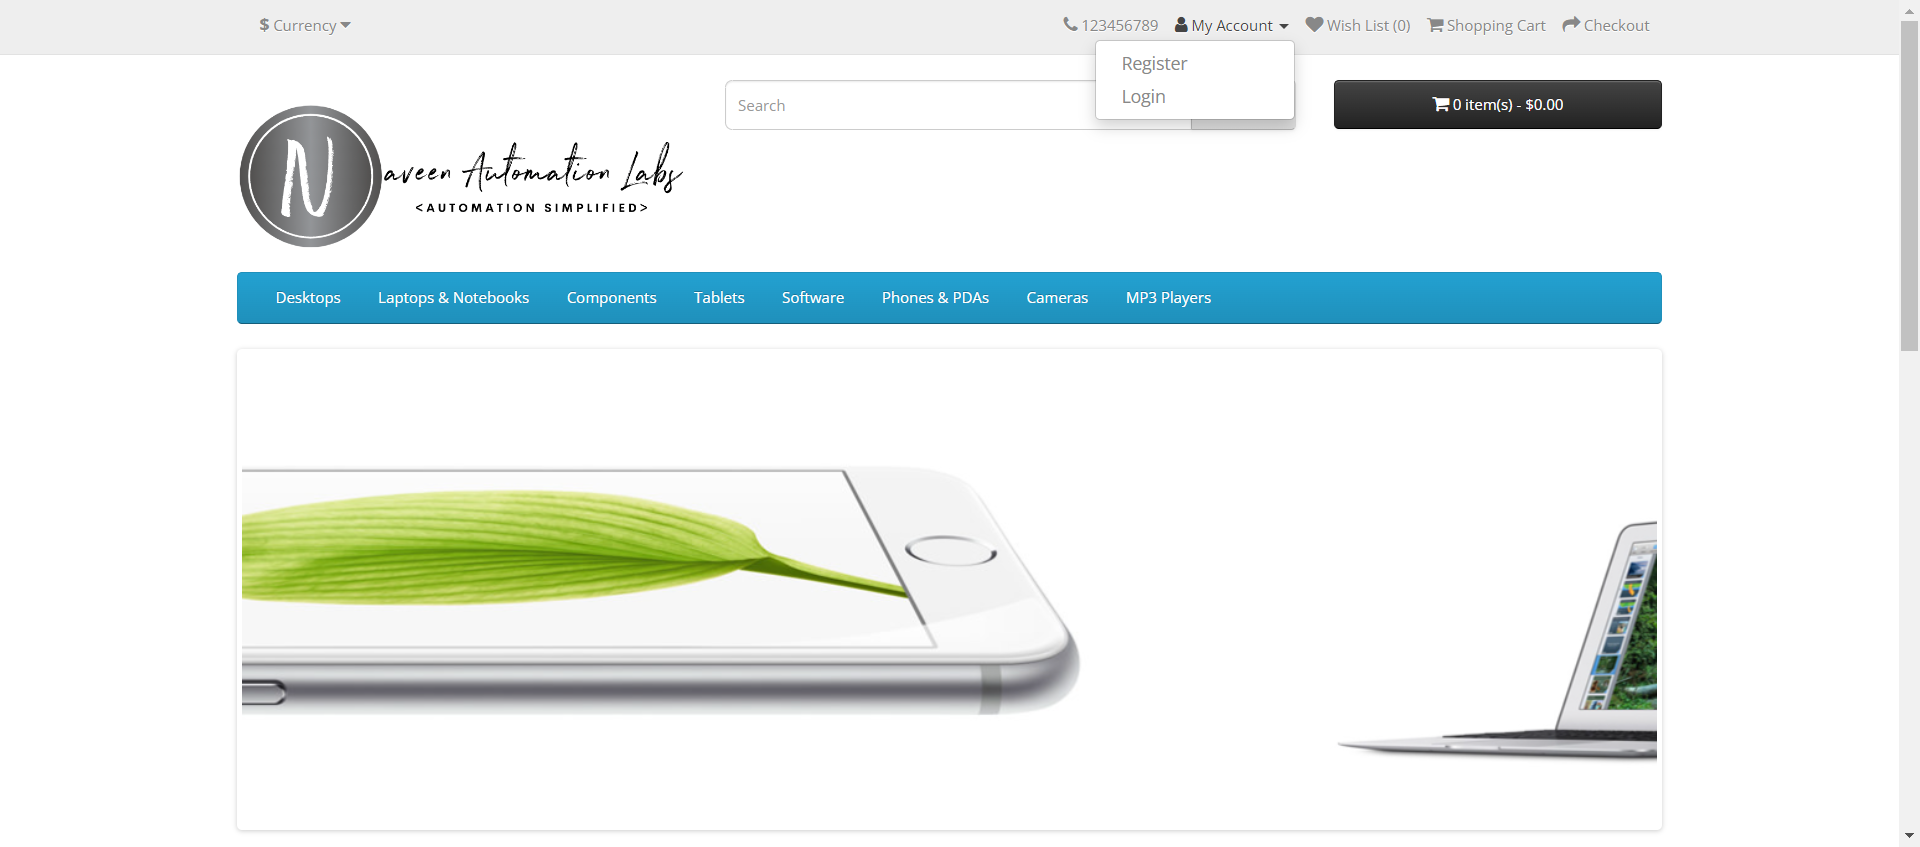 $ Currency
123456789 My Account Wish List (0) Shopping Cart Checkout
Register
Login
Search
0 item(s) - $0.00
Naveen Automation Labs
<AUTOMATION SIMPLIFIED>
Desktops Laptops & Notebooks Components Tablets Software Phones & PDAs Cameras MP3 Players